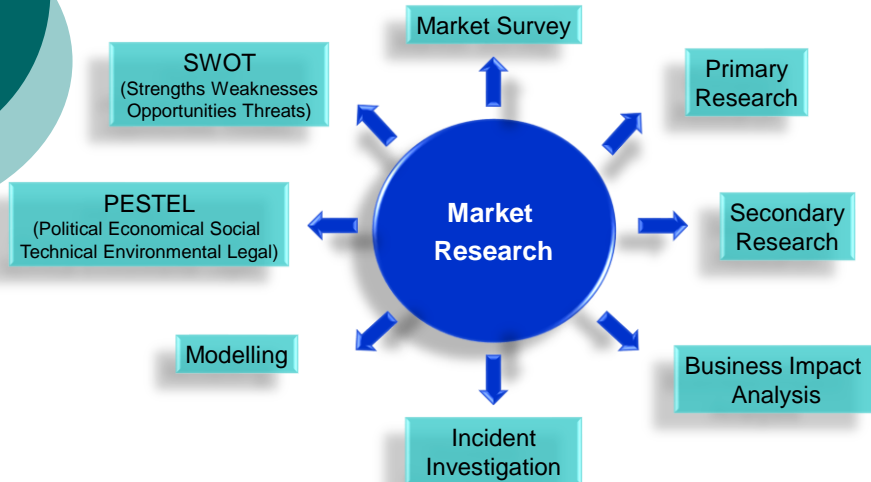 Market Survey
SWOT
(Strengths Weaknesses
Opportunities Threats)
Primary
Research
PESTEL
(Political Economical Social
Technical Environmental Legal)
Market
Research
Secondary
Research
Modelling
Business Impact
Analysis
Incident
Investigation